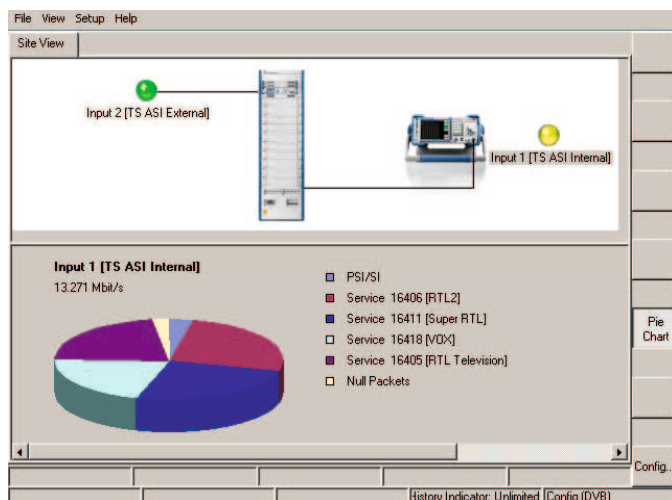 File View Setup Help
Site View
Input 2 [TS ASI External]
Input 1 [TS ASI Internal]
Input 1 [TS ASI Internal]
13.271 Mbit/s
PSI/SI
Service 16406 [RTL2]
Service 16411 [Super RTL]
Service 16418 [VOX]
Service 16405 [RTL Television]
Null Packets
Pie
Chart
Config..
History Indicator: Unlimited Config (DVB)